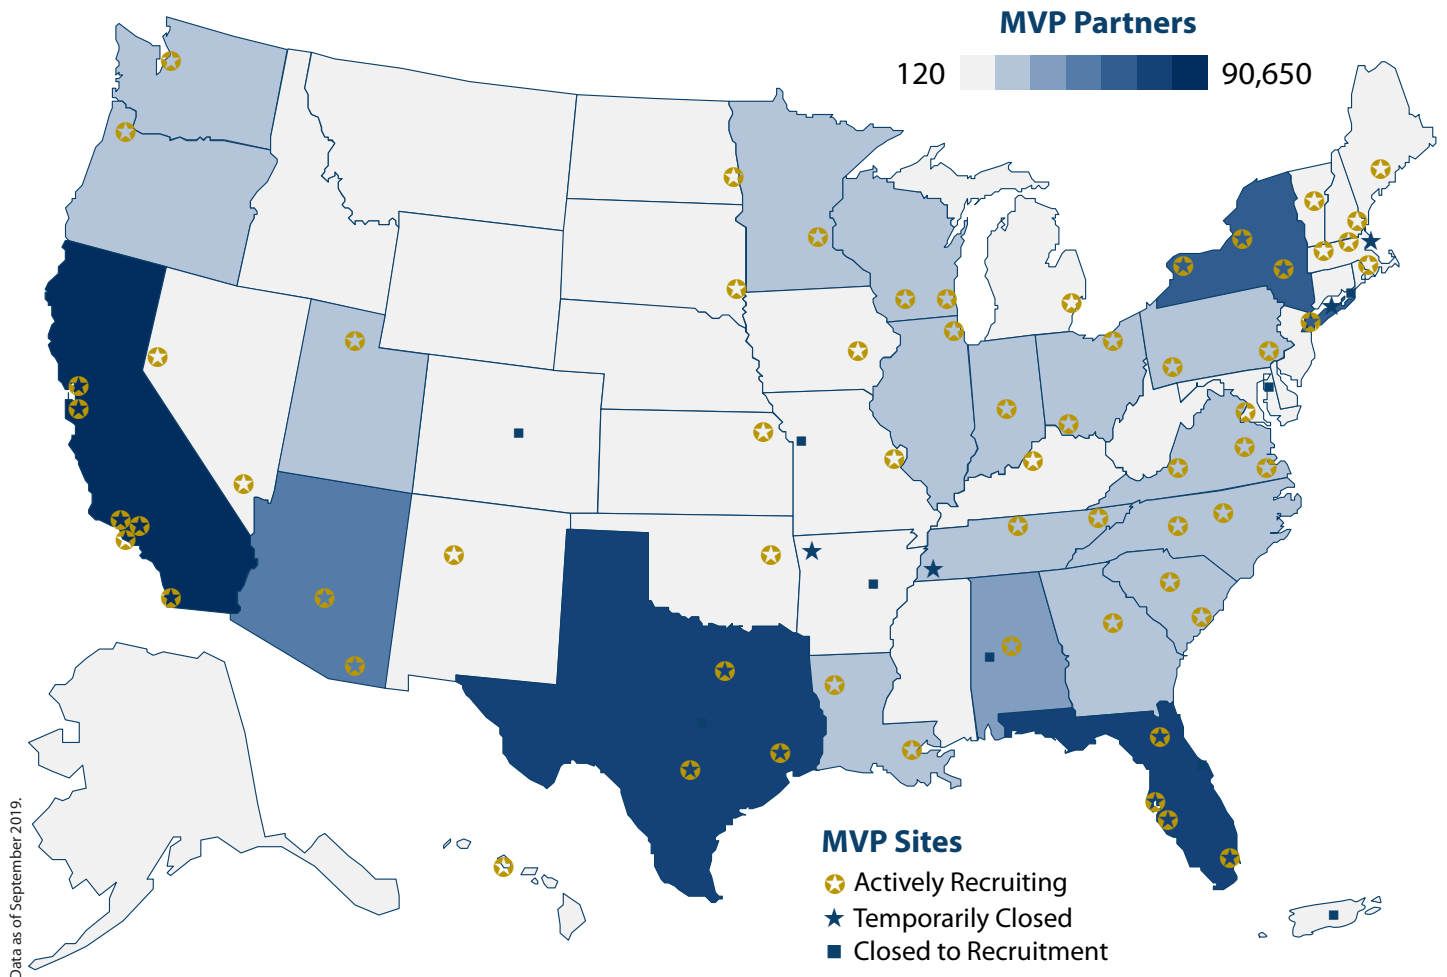 MVP Partners
120 90,650
MVP Sites
Actively Recruiting
Temporarily Closed
Closed to Recruitment
Data as of September 2019.